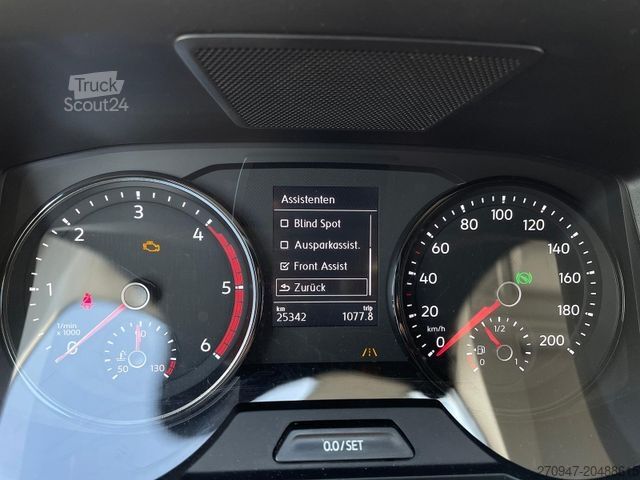 Truck
Scout24
Assistenten
Blind Spot
Ausparkassist.
Front Assist
Zurück
km
trip
25342
1077.8
0
1
2
3
4
5
6
1/min
x 1000
50
90
130
0
20
40
60
80
100
120
140
160
180
200
km/h
0
1/2
1
0.0/SET